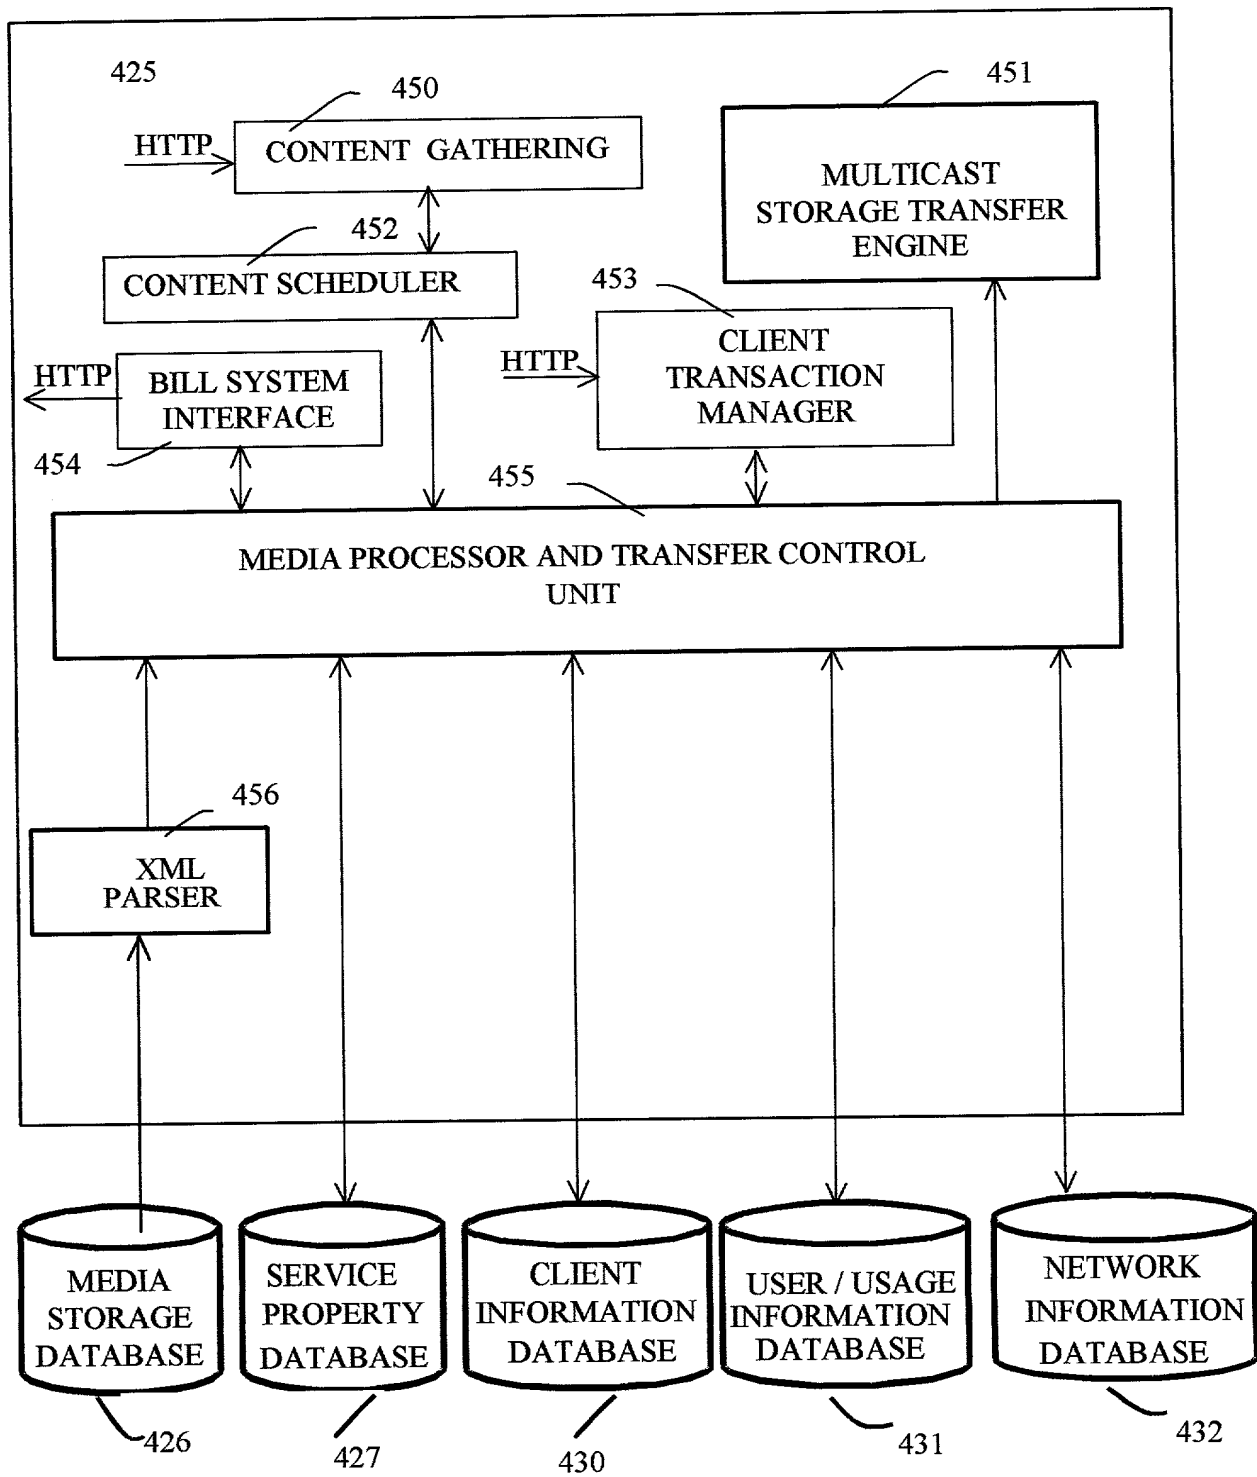 425
450
451
HTTP
CONTENT GATHERING
MULTICAST
STORAGE TRANSFER
ENGINE
452
CONTENT SCHEDULER
453
HTTP
CLIENT
TRANSACTION
MANAGER
HTTP
BILL SYSTEM
INTERFACE
454
455
MEDIA PROCESSOR AND TRANSFER CONTROL
UNIT
456
XML
PARSER
MEDIA
STORAGE
DATABASE
SERVICE
PROPERTY
DATABASE
CLIENT
INFORMATION
DATABASE
USER / USAGE
INFORMATION
DATABASE
NETWORK
INFORMATION
DATABASE
426
427
430
431
432